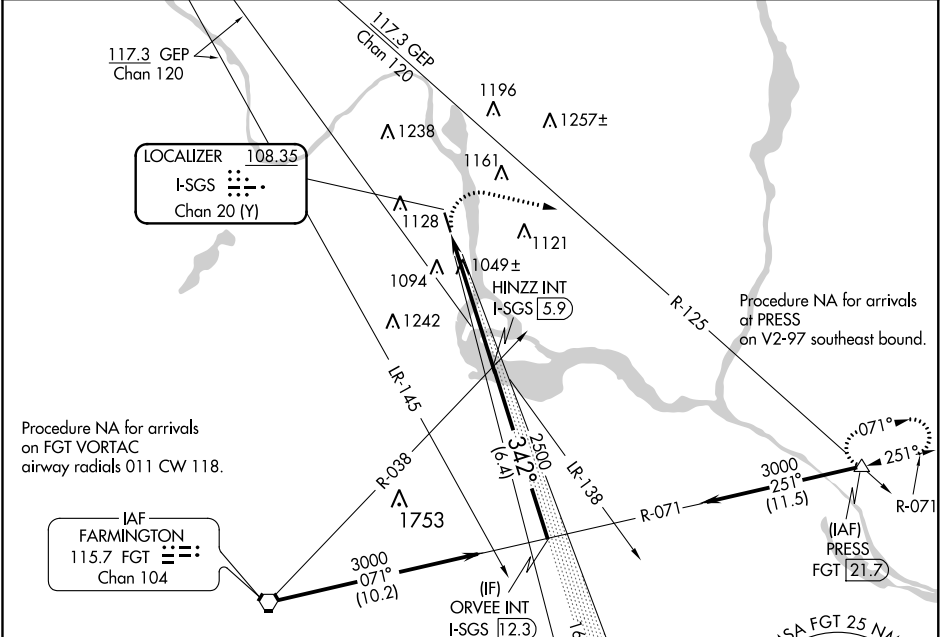 117.3 GEP
Chan 120
117.3 GEP
Chan 120
1196
1257±
1238
LOCALIZER 108.35
I-SGS
Chan 20 (Y)
1161
1128
1121
1094
1049±
HINZZ INT
I-SGS 5.9
1242
R-125
Procedure NA for arrivals
at PRESS
on V2-97 southeast bound.
LR-145
Procedure NA for arrivals
on FGT VORTAC
airway radials 011 CW 118.
R-038
342°
2500
(6.4)
LR-138
071°
251°
3000
251°
(11.5)
R-071
R-071
1753
IAF
FARMINGTON
115.7 FGT
Chan 104
3000
071°
(10.2)
(IAF)
PRESS
FGT 21.7
(IF)
ORVEE INT
I-SGS 12.3
FGT 25